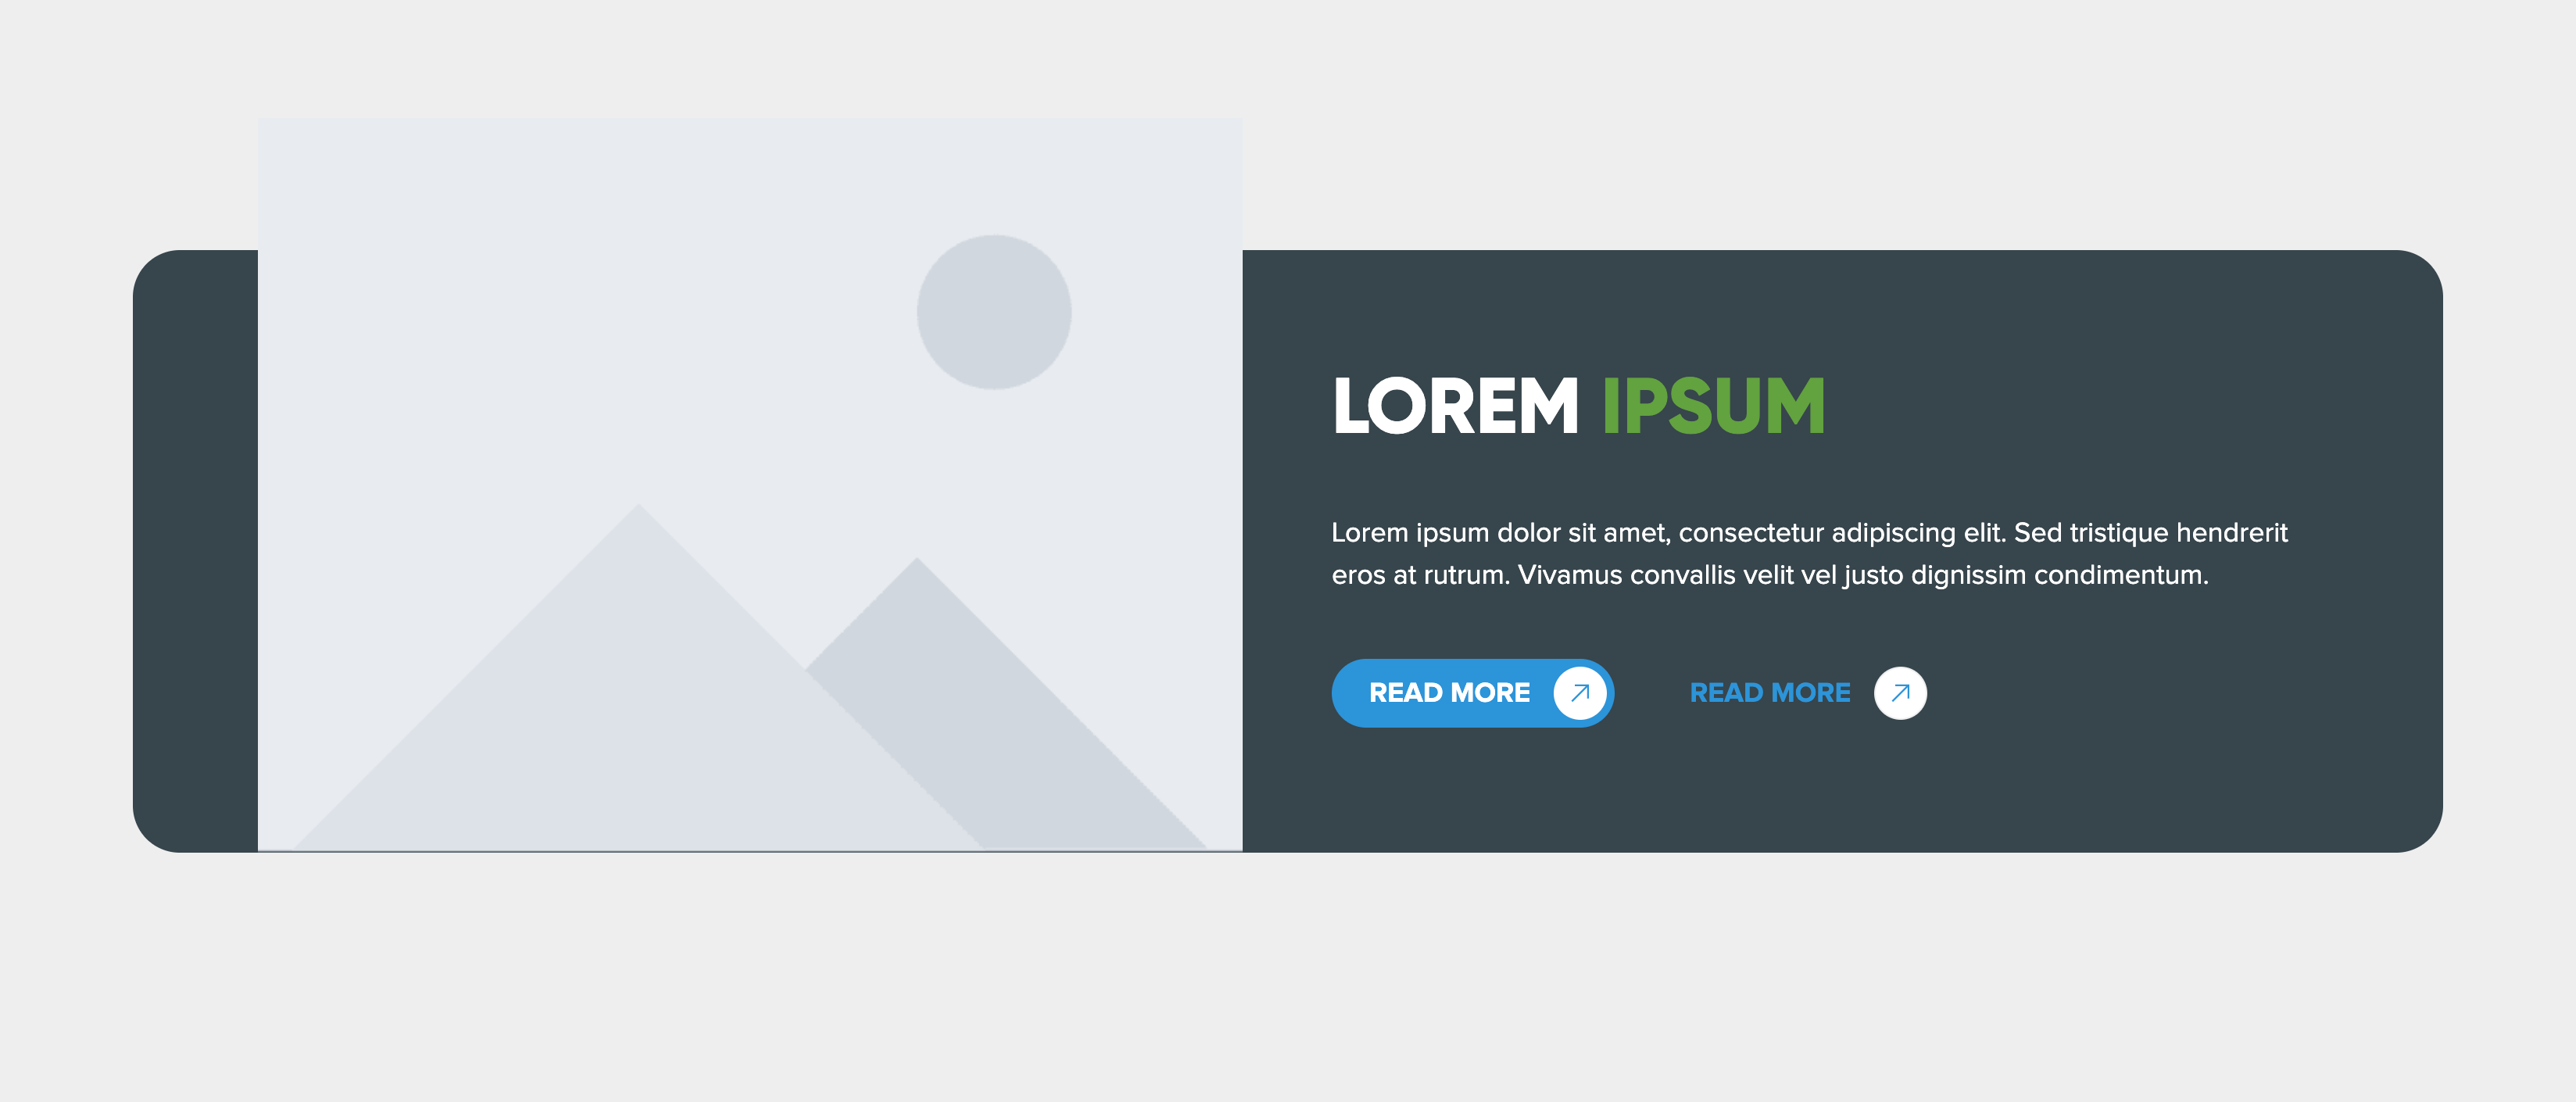 LOREM IPSUM
Lorem ipsum dolor sit amet, consectetur adipiscing elit. Sed tristique hendrerit
eros at rutrum. Vivamus convallis velit vel justo dignissim condimentum.
READ MORE READ MORE